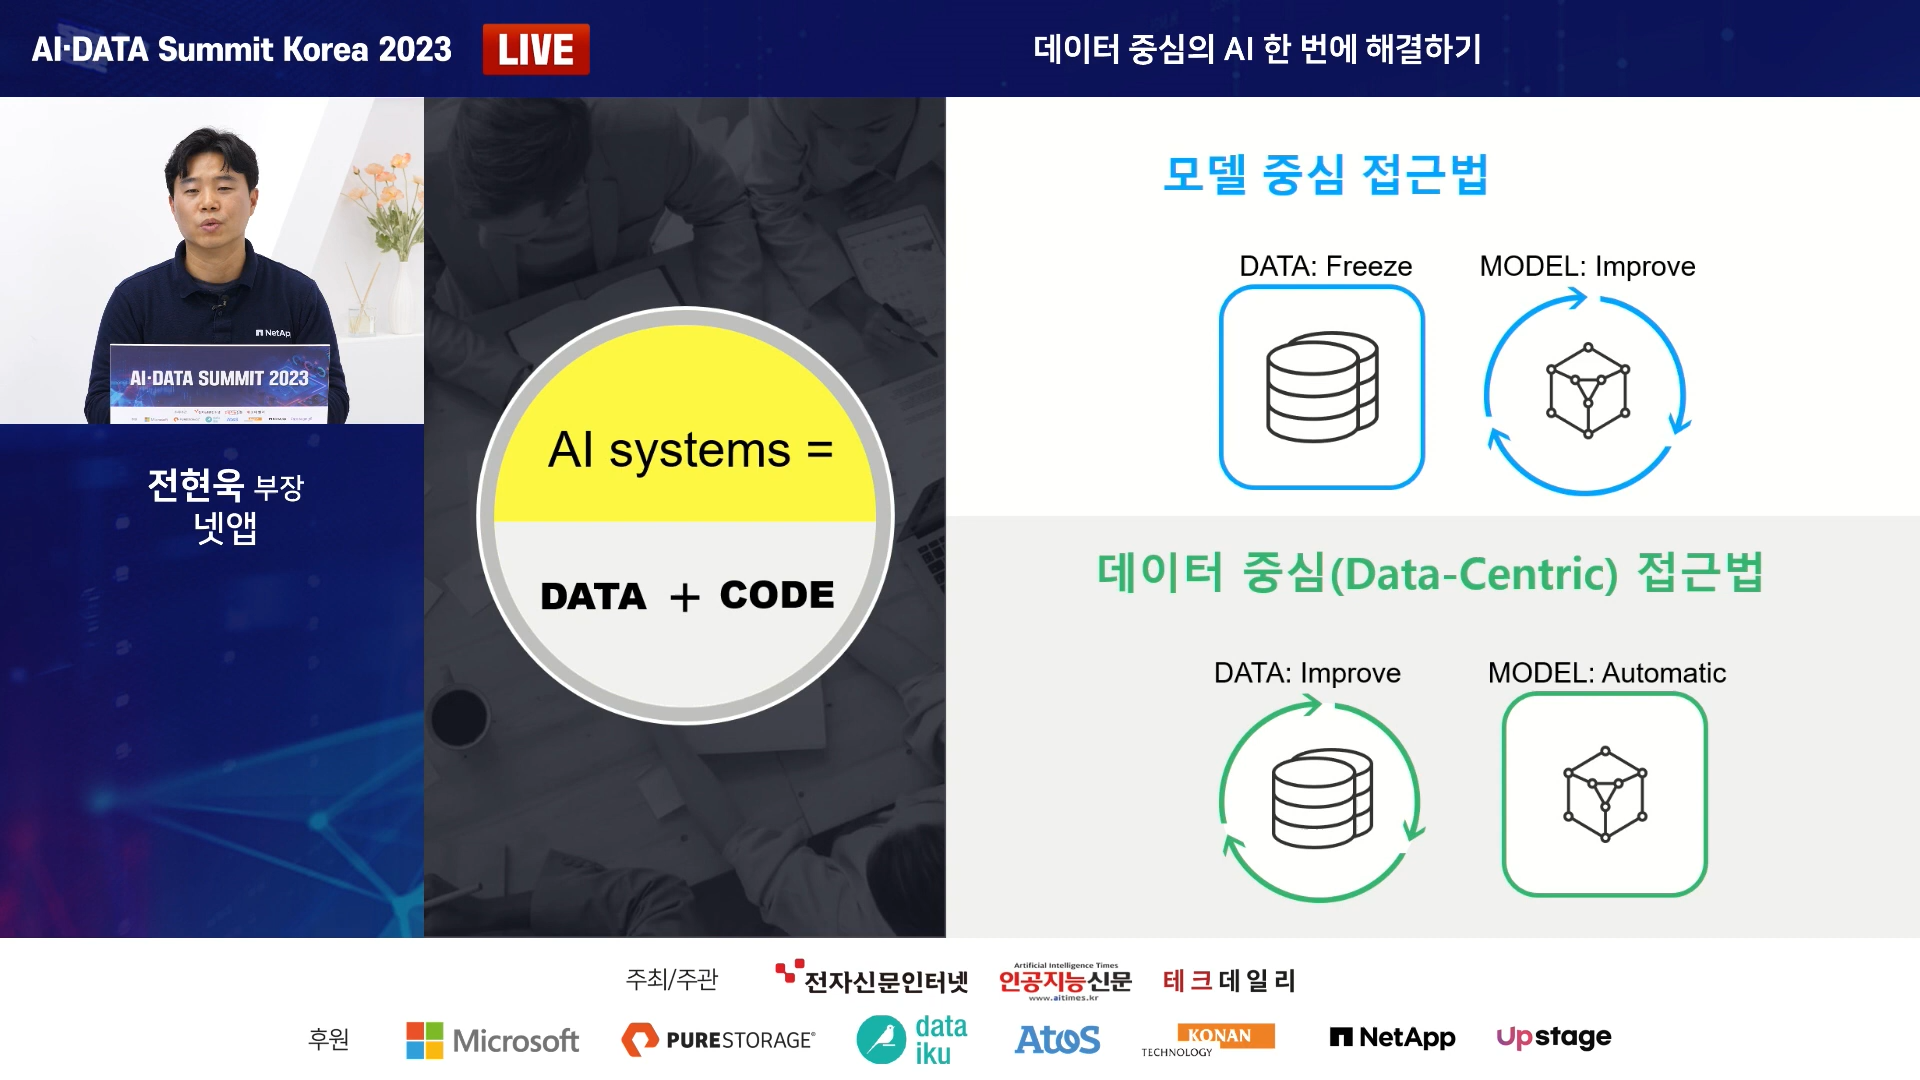 AI·DATA Summit Korea 2023
LIVE
데이터 중심의 AI 한 번에 해결하기
NetApp
AI·DATA SUMMIT 2023
전현욱 부장
넷앱
AI systems =
DATA + CODE
모델 중심 접근법
DATA: Freeze
MODEL: Improve
데이터 중심(Data-Centric) 접근법
DATA: Improve
MODEL: Automatic
주최/주관
전자신문인터넷
Artificial Intelligence Times
인공지능신문
www.aitimes.kr
테크데일리
후원
Microsoft
PURESTORAGE®
data
iku
Atos
KONAN
TECHNOLOGY
NetApp
Upstage